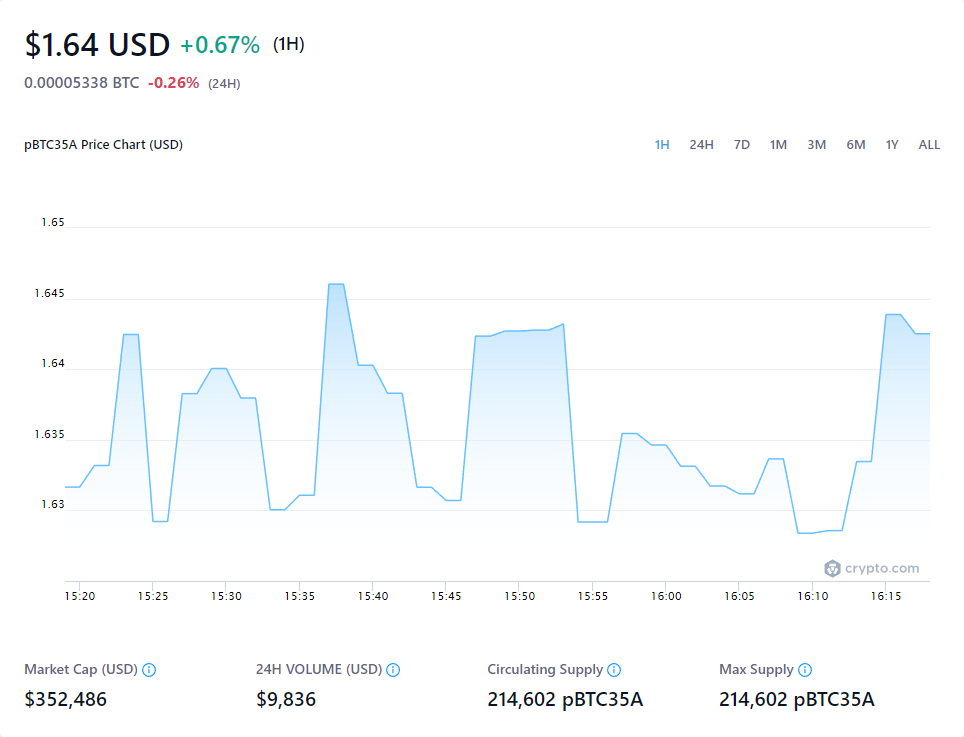 $1.64 USD +0.67% (1H)
0.00005338 BTC -0.26% (24H)
pBTC35A Price Chart (USD)
1H 24H 7D 1M 3M 6M 1Y ALL
1.65
1.645
1.64
1.635
1.63
crypto.com
15:20 15:25 15:30 15:35 15:40 15:45 15:50 15:55 16:00 16:05 16:10 16:15
Market Cap (USD) 24H VOLUME (USD) Circulating Supply Max Supply
$352,486 $9,836 214,602 pBTC35A 214,602 pBTC35A